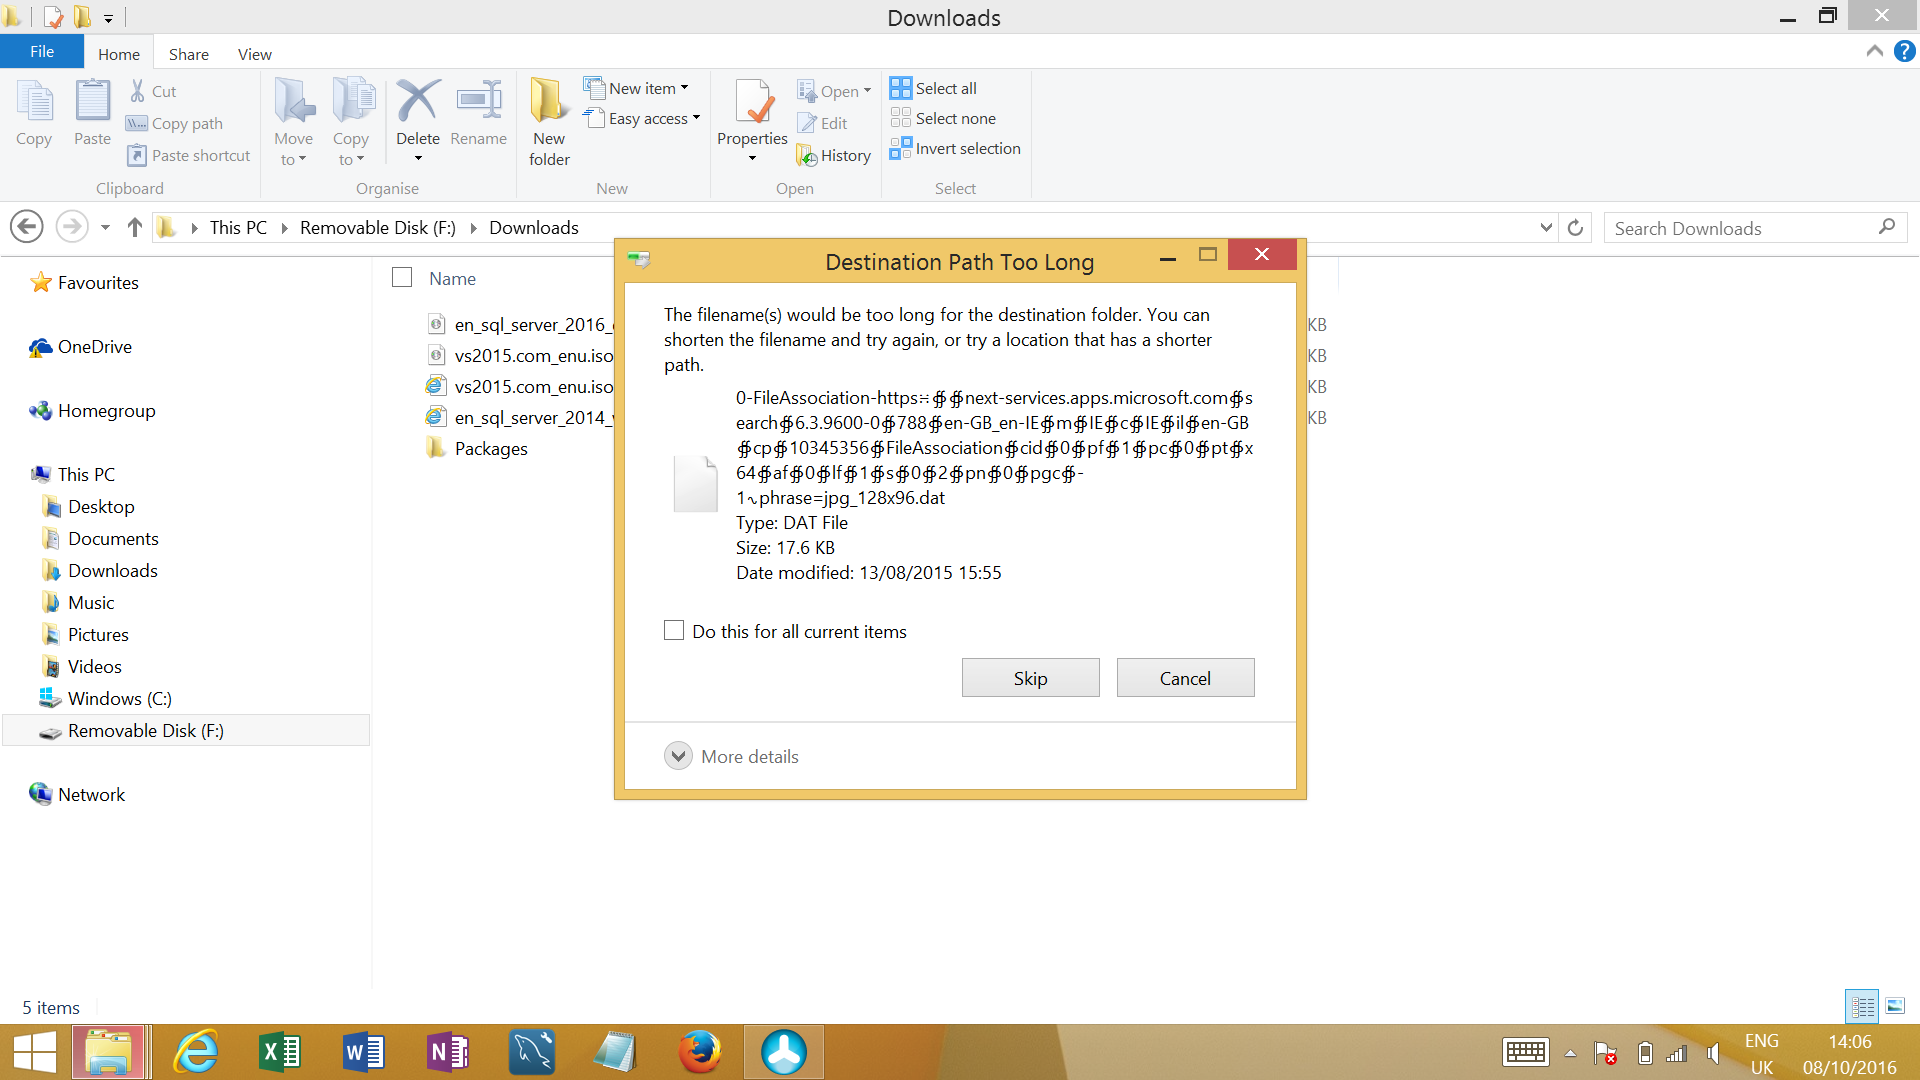 Downloads
File
Home
Share
View
Copy
Paste
Cut
Copy path
Paste shortcut
Clipboard
Move to
Copy to
Delete
Rename
Organise
New folder
New item
Easy access
New
Properties
Open
Edit
History
Open
Select all
Select none
Invert selection
Select
This PC
Removable Disk (F:)
Downloads
Search Downloads
Favourites
OneDrive
Homegroup
This PC
Desktop
Documents
Downloads
Music
Pictures
Videos
Windows (C:)
Removable Disk (F:)
Network
Name
en_sql_server_2016_
KB
vs2015.com_enu.iso
KB
vs2015.com_enu.iso
KB
en_sql_server_2014_
KB
Packages
Destination Path Too Long
The filename(s) would be too long for the destination folder. You can
shorten the filename and try again, or try a location that has a shorter
path.
0-FileAssociation-https∺∯∯next-services.apps.microsoft.com∯s
earch∯6.3.9600-0∯788∯en-GB_en-IE∯m∯IE∯c∯IE∯il∯en-GB
∯cp∯10345356∯FileAssociation∯cid∯0∯pf∯1∯pc∯0∯pt∯x
64∯af∯0∯lf∯1∯s∯0∯2∯pn∯0∯pgc∯-
1∿phrase=jpg_128x96.dat
Type: DAT File
Size: 17.6 KB
Date modified: 13/08/2015 15:55
Do this for all current items
Skip
Cancel
More details
5 items
ENG
UK
14:06
08/10/2016